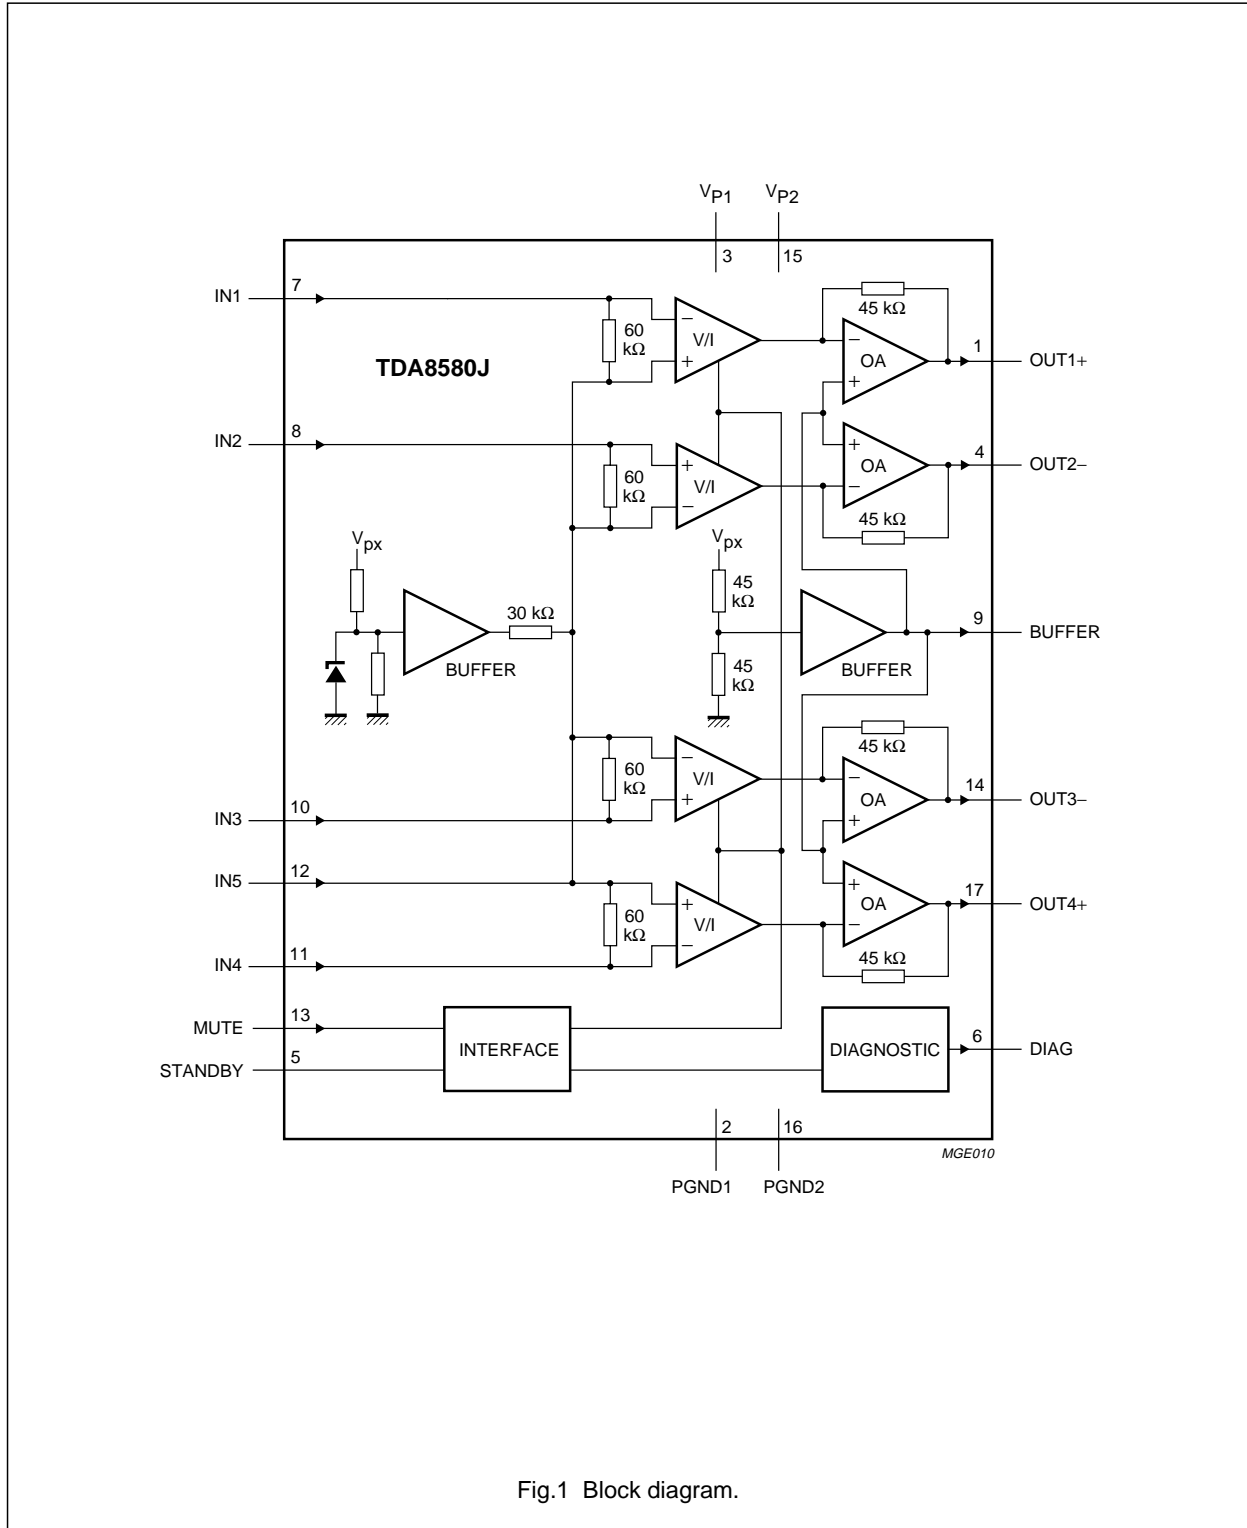 VP1
VP2
3
15
IN1
7
60
kΩ
−
+
V/I
45 kΩ
−
OA
+
1
OUT1+
TDA8580J
IN2
8
60
kΩ
+
V/I
−
+
OA
−
4
OUT2−
45 kΩ
Vpx
30 kΩ
BUFFER
Vpx
45
kΩ
45
kΩ
BUFFER
9
BUFFER
60
kΩ
−
V/I
+
45 kΩ
−
OA
+
14
OUT3−
IN3
10
IN5
12
60
kΩ
+
V/I
−
+
OA
−
17
OUT4+
45 kΩ
IN4
11
MUTE
13
STANDBY
5
INTERFACE
DIAGNOSTIC
6
DIAG
2
16
MGE010
PGND1
PGND2
Fig.1 Block diagram.